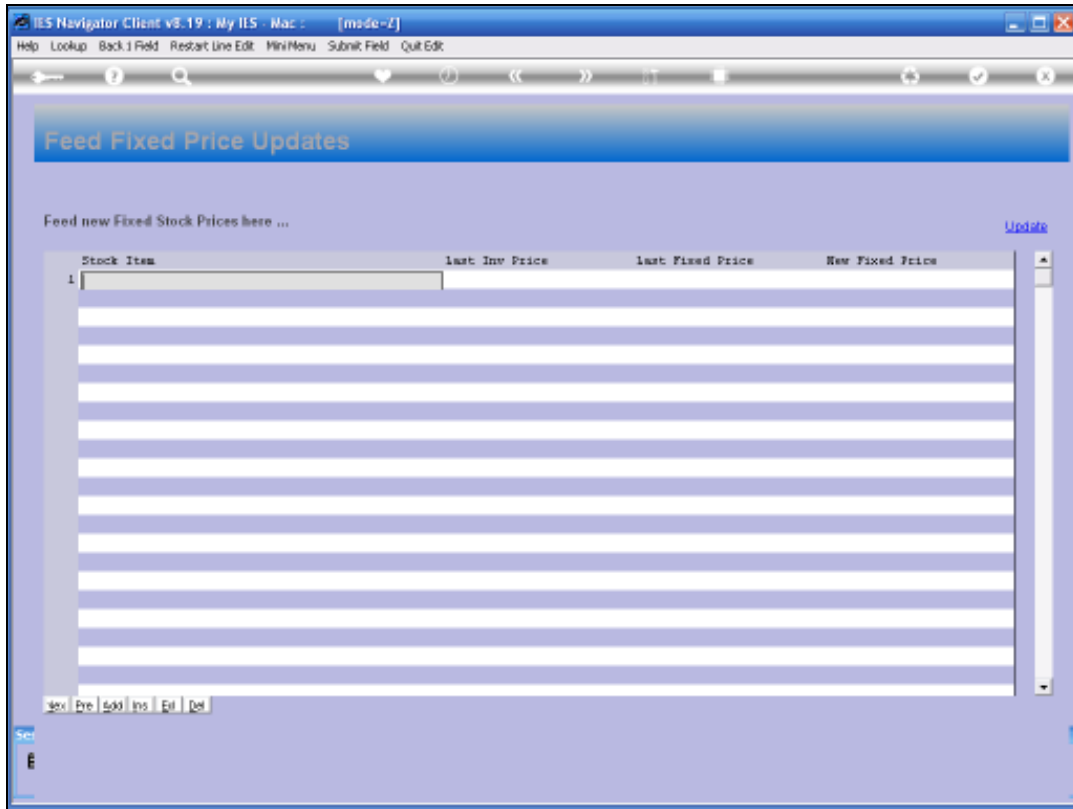 IES Navigator Client v8.19 : My IES - Mac : [mode=Z]
Help Lookup Back 1 Field Restart Line Edit MiniMenu Submit Field Quit Edit
Feed Fixed Price Updates
Feed new Fixed Stock Prices here ...
Update
Stock Item last Inv Price last Fixed Price New Fixed Price
1
Nex Pre Add Ins Ext Del